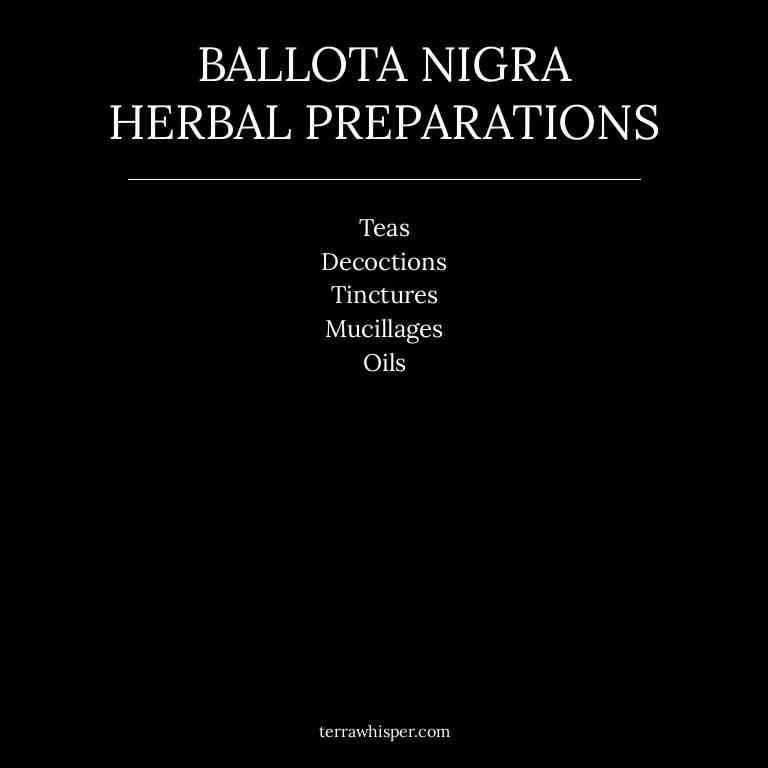 BALLOTA NIGRA
HERBAL PREPARATIONS
Teas
Decoctions
Tinctures
Mucillages
Oils
terrawhisper.com